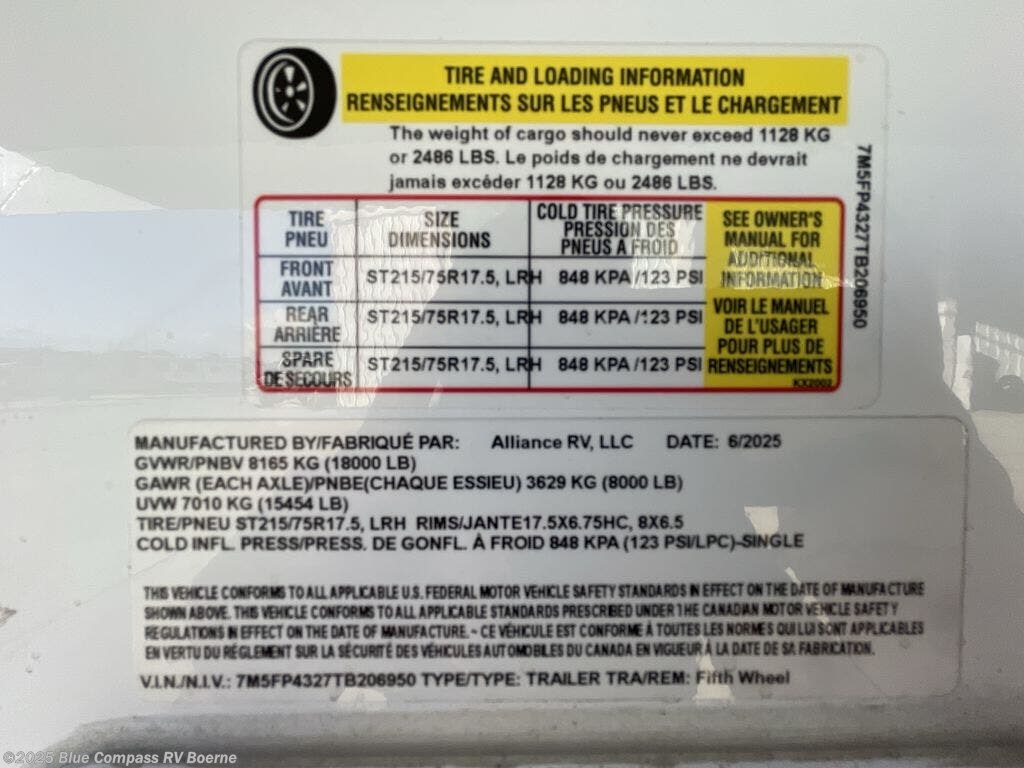 TIRE AND LOADING INFORMATION
RENSEIGNEMENTS SUR LES PNEUS ET LE CHARGEMENT
The weight of cargo should never exceed 1128 KG
or 2486 LBS. Le poids de chargement ne devrait
jamais excéder 1128 KG ou 2486 LBS.
TIRE
PNEU
SIZE
DIMENSIONS
COLD TIRE PRESSURE
PRESSION DES
PNEUS A FROID
SEE OWNER'S
MANUAL FOR
ADDITIONAL
INFORMATION
VOIR LE MANUEL
DE L'USAGER
POUR PLUS DE
RENSEIGNEMENTS
KX2002
FRONT
AVANT
ST215/75R17.5, LRH 848 KPA /123 PSI
REAR
ARRIÈRE
ST215/75R17.5, LRH 848 KPA /123 PSI
SPARE
DE SECOURS
ST215/75R17.5, LRH 848 KPA /123 PSI
7M5FP4327TB206950
MANUFACTURED BY/FABRIQUÉ PAR: Alliance RV, LLC DATE: 6/2025
GVWR/PNBV 8165 KG (18000 LB)
GAWR (EACH AXLE)/PNBE(CHAQUE ESSIEU) 3629 KG (8000 LB)
UVW 7010 KG (15454 LB)
TIRE/PNEU ST215/75R17.5, LRH RIMS/JANTE17.5X6.75HC, 8X6.5
COLD INFL. PRESS/PRESS. DE GONFL. À FROID 848 KPA (123 PSI/LPC)-SINGLE
THIS VEHICLE CONFORMS TO ALL APPLICABLE U.S. FEDERAL MOTOR VEHICLE SAFETY STANDARDS IN EFFECT ON THE DATE OF MANUFACTURE
SHOWN ABOVE. THIS VEHICLE CONFORMS TO ALL APPLICABLE STANDARDS PRESCRIBED UNDER THE CANADIAN MOTOR VEHICLE SAFETY
REGULATIONS IN EFFECT ON THE DATE OF MANUFACTURE. - CE VÉHICULE EST CONFORME À TOUTES LES NORMES QUI LUI SONT APPLICABLES
EN VERTU DU RÉGLEMENT SUR LA SÉCURITÉ DES VÉHICULES AUTOMOBILES DU CANADA EN VIGUEUR À LA DATE DE SA FABRICATION.
V.I.N./N.I.V.: 7M5FP4327TB206950 TYPE/TYPE: TRAILER TRA/REM: Fifth Wheel
©2025 Blue Compass RV Boerne